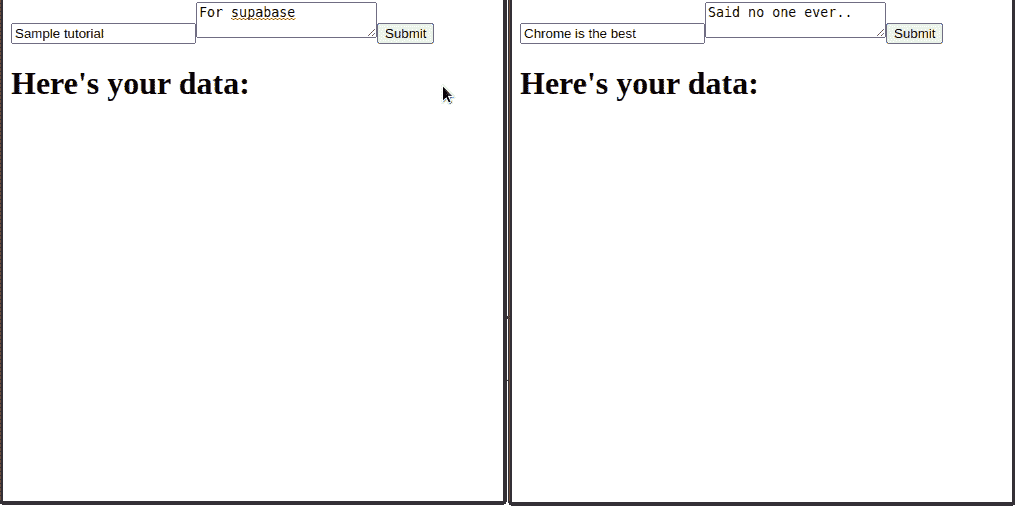 For supabase
Sample tutorial
Submit
Here's your data:
Said no one ever..
Chrome is the best
Submit
Here's your data: